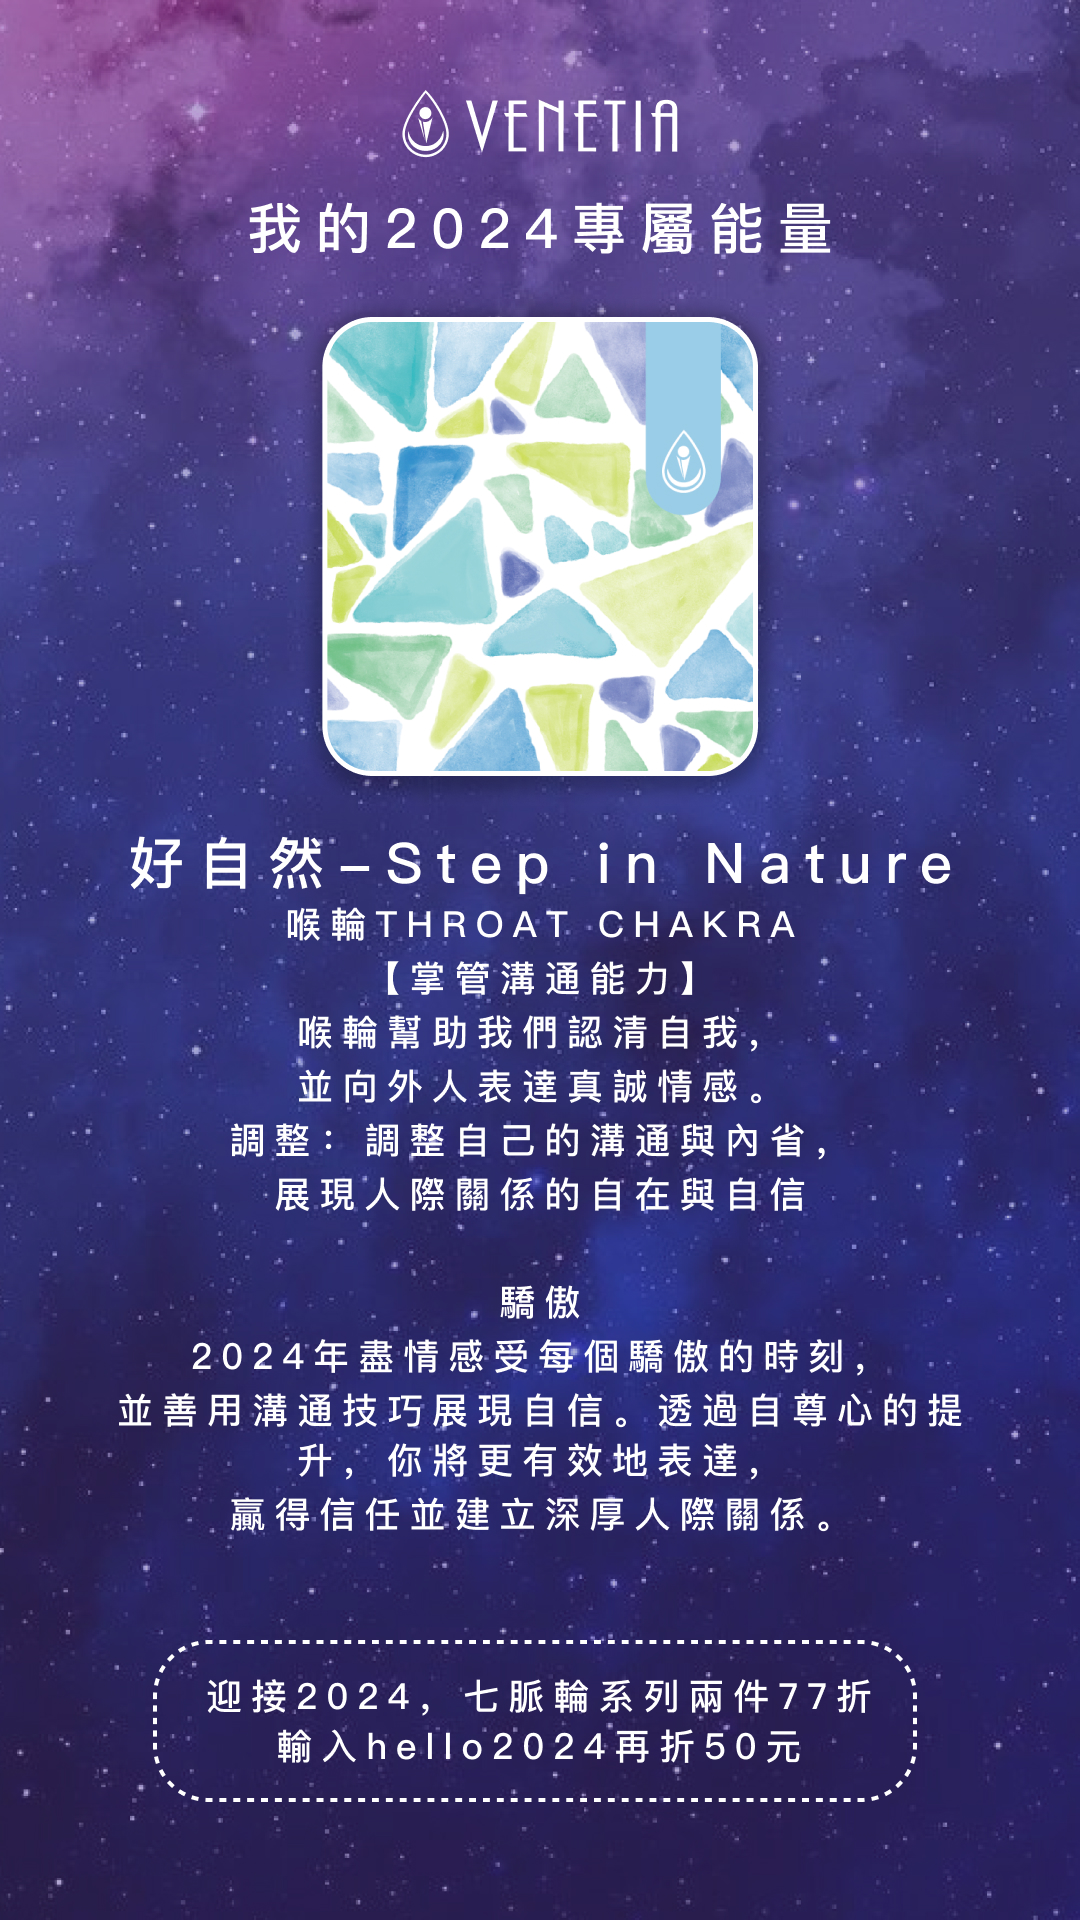 VENETIA
我的2024專屬能量
好自然–Step in Nature
喉輪THROAT CHAKRA
【掌管溝通能力】
喉輪幫助我們認清自我，
並向外人表達真誠情感。
調整：調整自己的溝通與內省，
展現人際關係的自在與自信
驕傲
2024年盡情感受每個驕傲的時刻，
並善用溝通技巧展現自信。透過自尊心的提
升，你將更有效地表達，
贏得信任並建立深厚人際關係。
迎接2024，七脈輪系列兩件77折
輸入hello2024再折50元